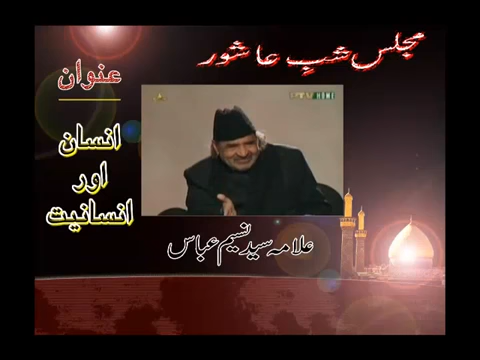 مجلس شبِ عاشور
عنوان
انسان
اور
انسانیت
علامہ سید نسیم عباس